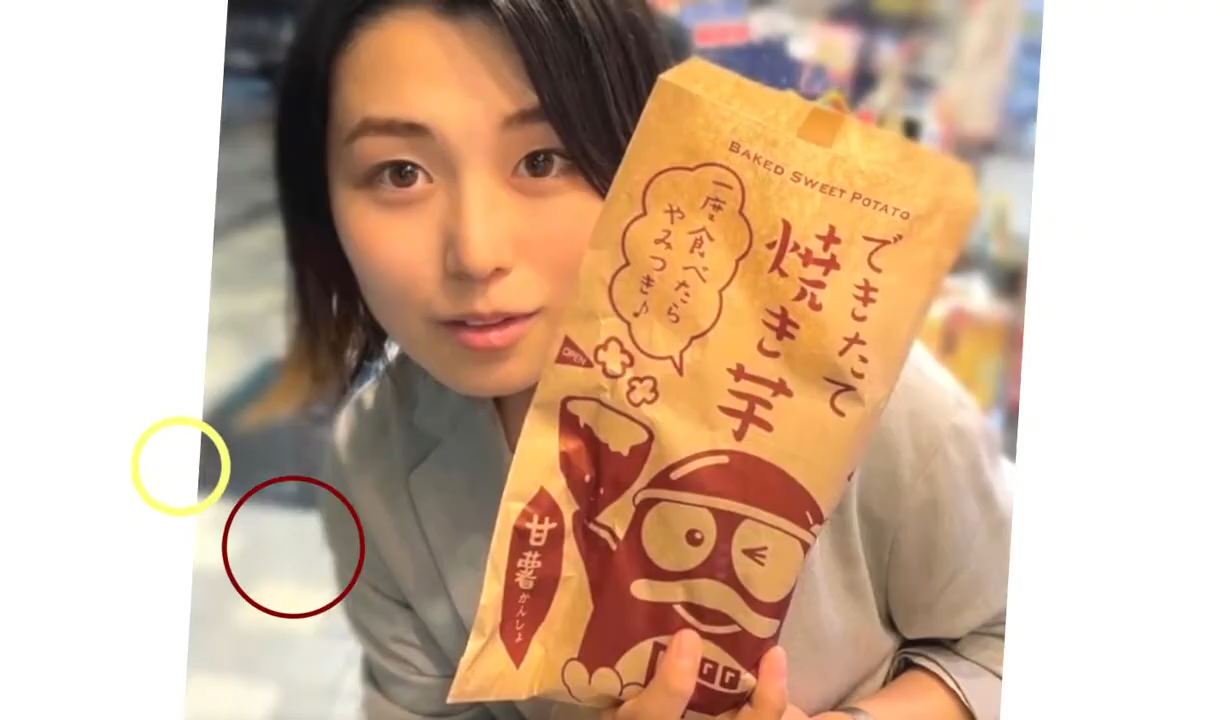 BAKED SWEET POTATO
できたて
焼き芋
一度食べたら
やみつき♪
OPEN
甘藷かんしょ